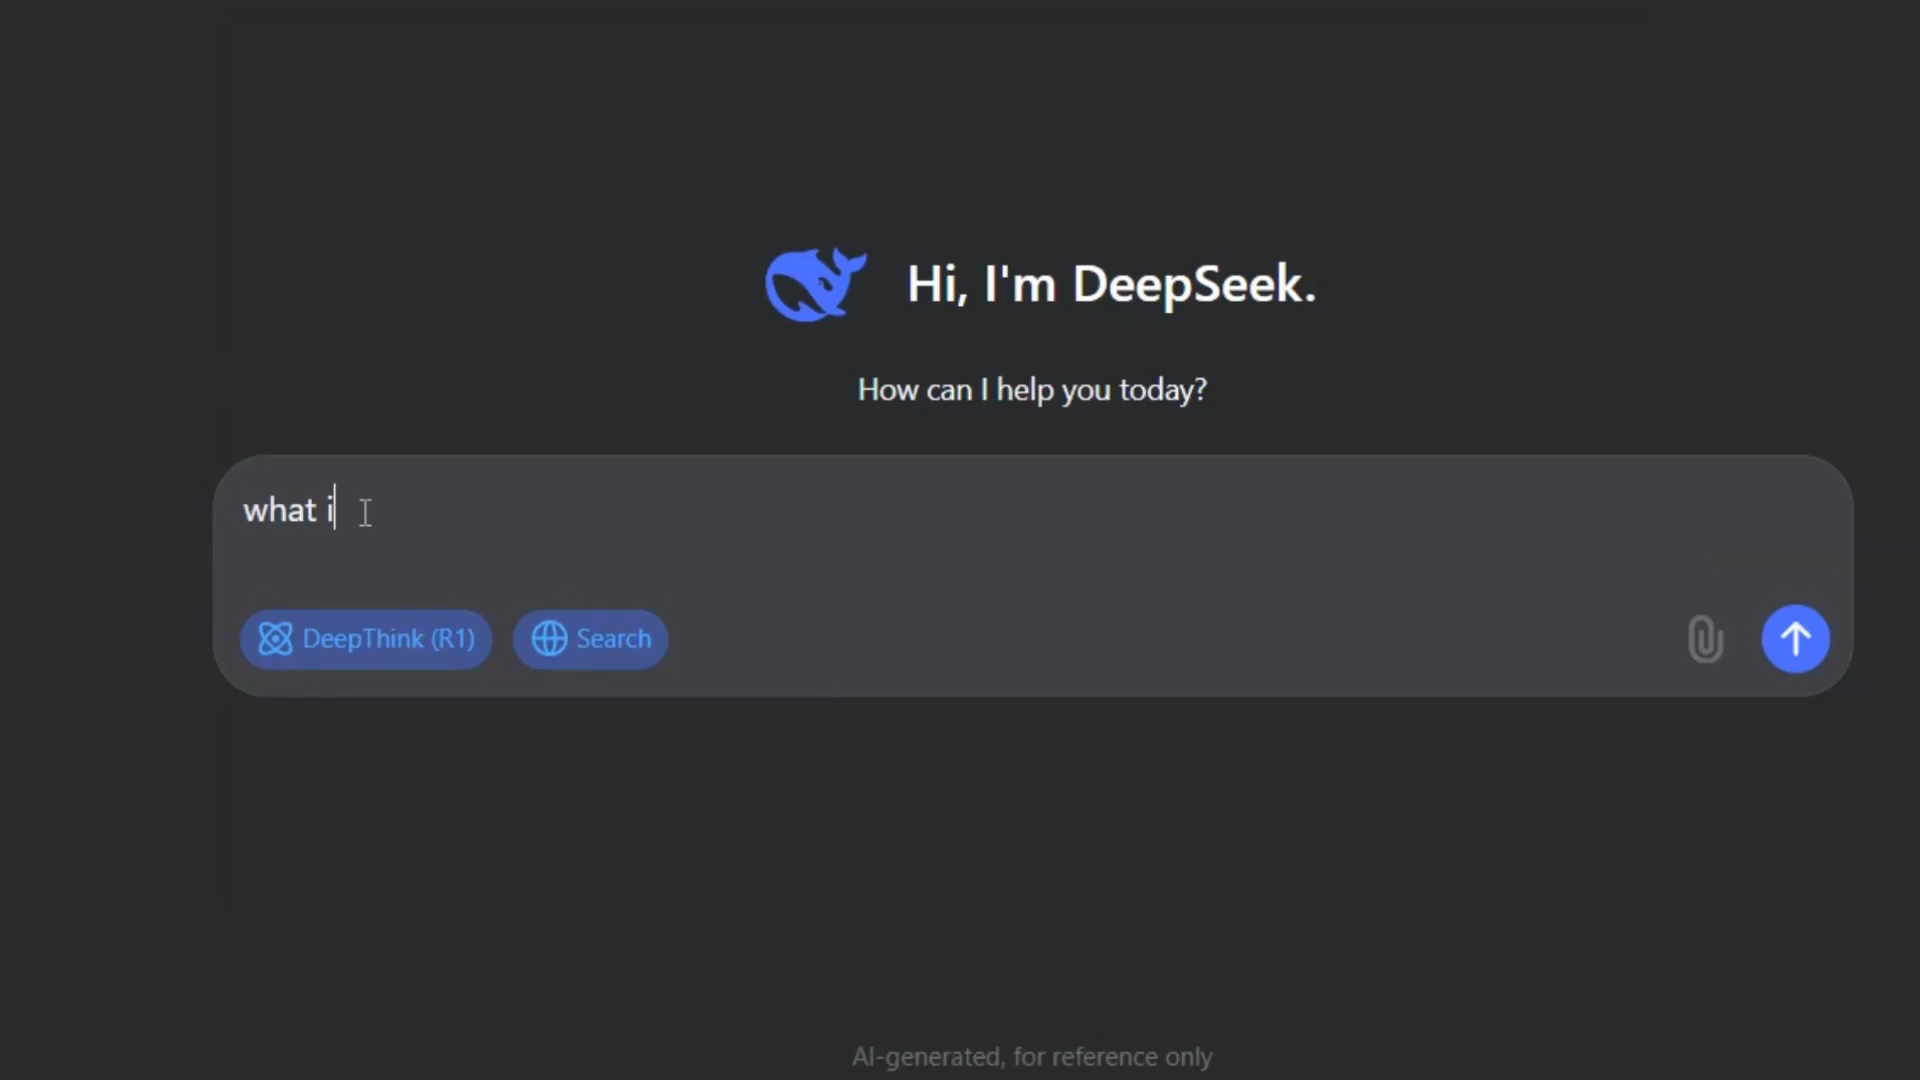 Hi, I'm DeepSeek.
How can I help you today?
what i
DeepThink (R1) Search
AI-generated, for reference only